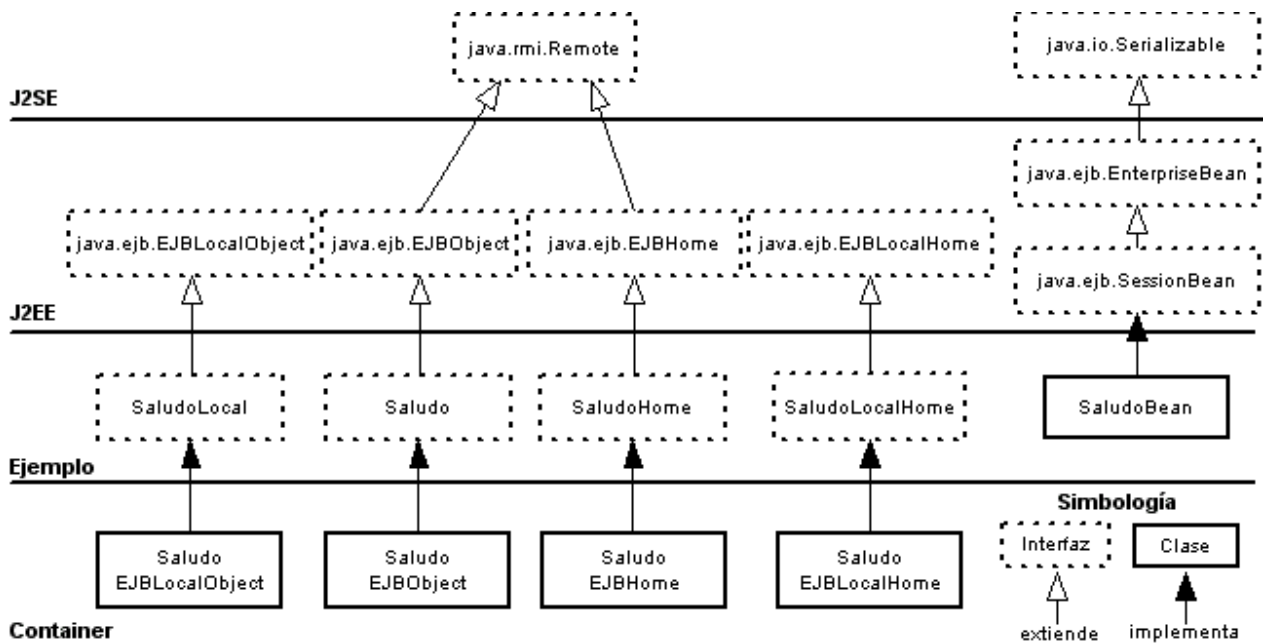 java.rmi.Remote
java.io.Serializable
J2SE
java.ejb.EnterpriseBean
java.ejb.EJBLocalObject
java.ejb.EJBObject
java.ejb.EJBHome
java.ejb.EJBLocalHome
java.ejb.SessionBean
J2EE
SaludoLocal
Saludo
SaludoHome
SaludoLocalHome
SaludoBean
Ejemplo
Simbología
Saludo
EJBLocalObject
Saludo
EJBObject
Saludo
EJBHome
Saludo
EJBLocalHome
Interfaz
Clase
extiende
implementa
Container